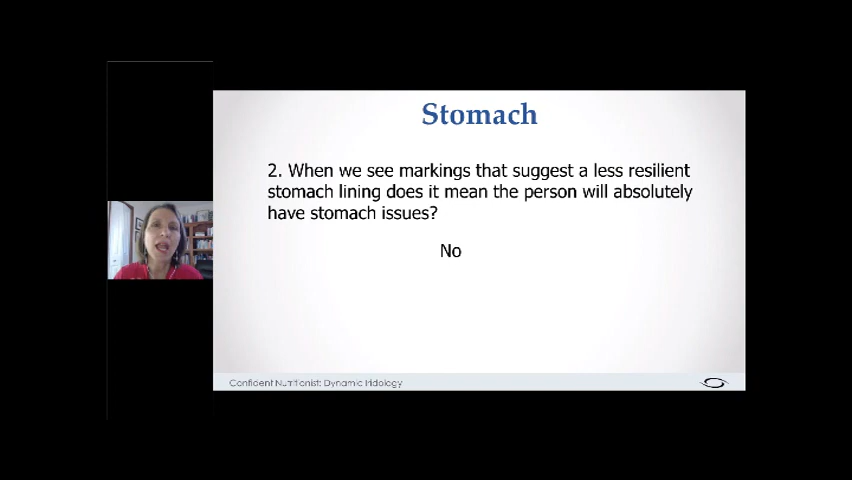 Stomach
2. When we see markings that suggest a less resilient
stomach lining does it mean the person will absolutely
have stomach issues?
No
Confident Nutritionist: Dynamic Iridology